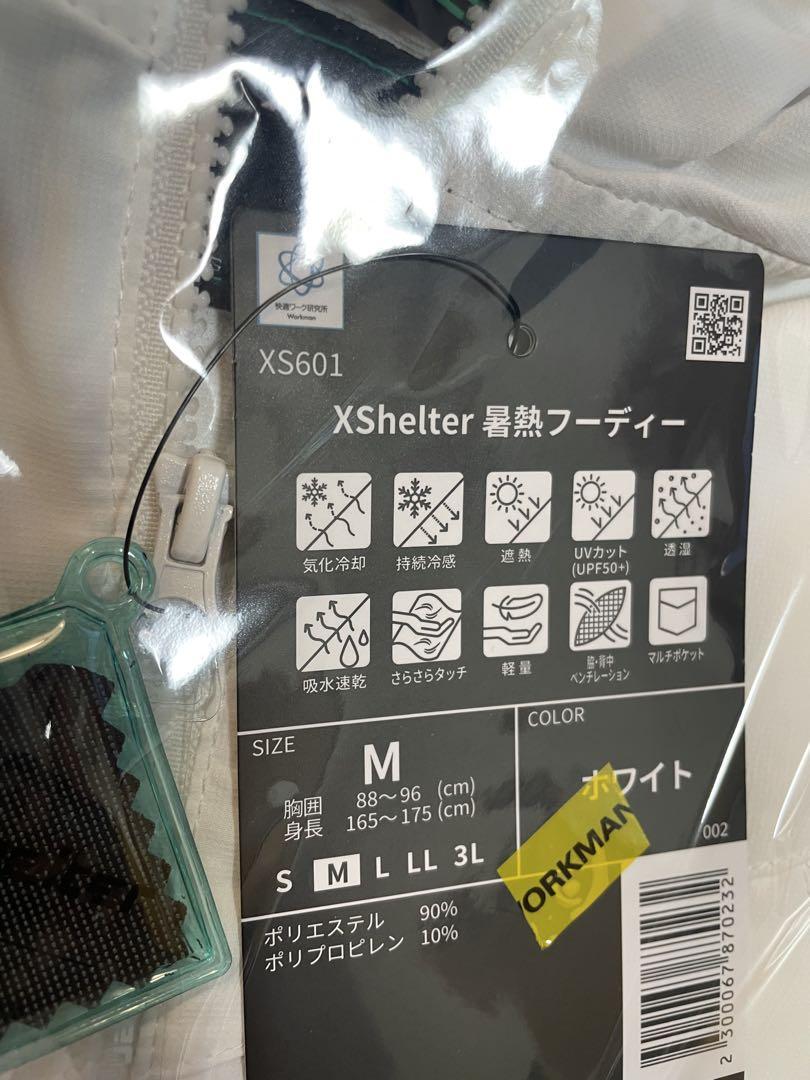 快適ワーク研究所
Workman
XS601
XShelter 暑熱フーディー
気化冷却
持続冷感
遮熱
UVカット
(UPF50+)
透湿
吸水速乾
さらさらタッチ
軽量
脇・背中
ベンチレーション
マルチポケット
SIZE
M
胸囲 88〜96 (cm)
身長 165〜175 (cm)
S M L LL 3L
COLOR
ホワイト
002
ORKMAN
ポリエステル 90%
ポリプロピレン 10%
2 300067 870232